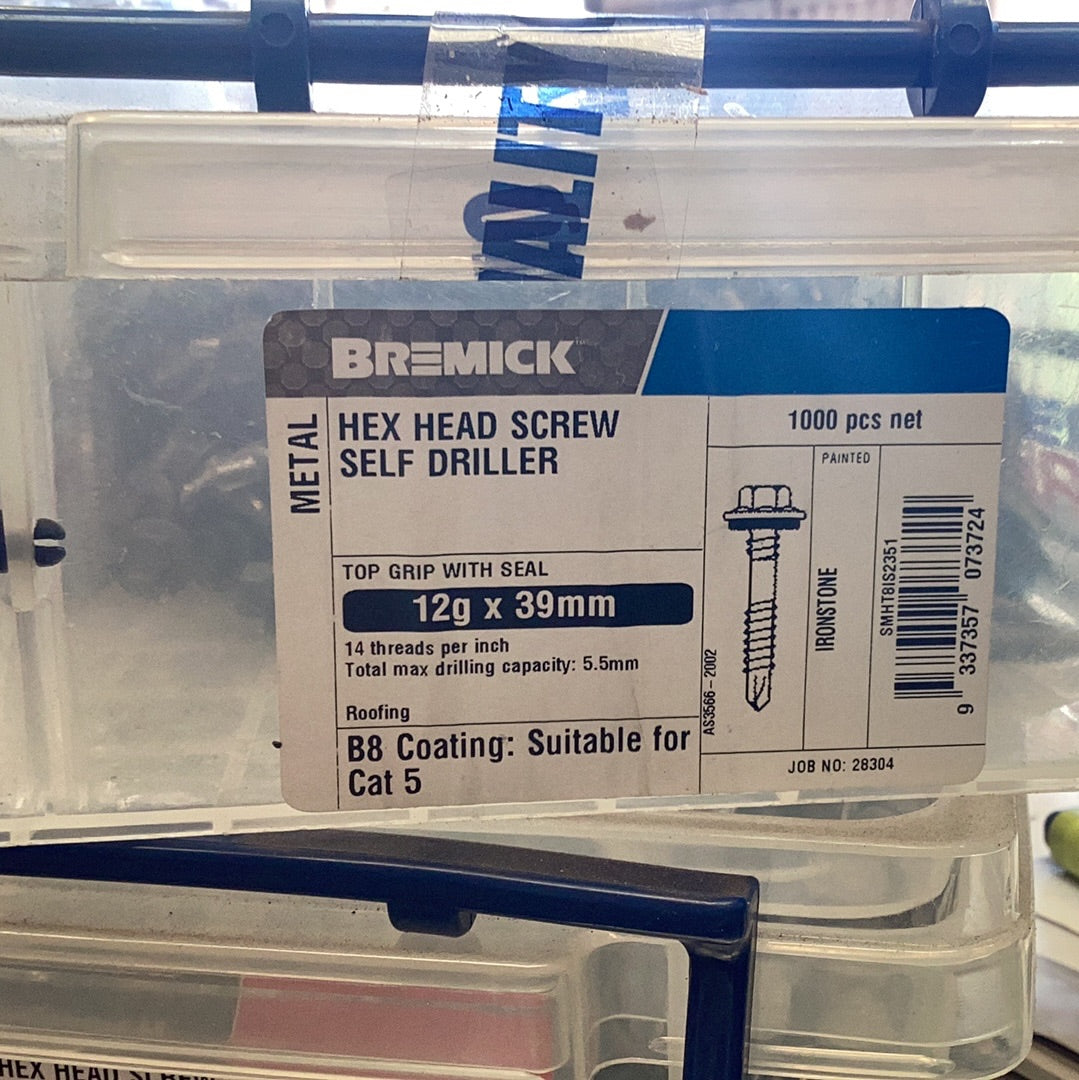 ALITY
BREMICK™
METAL
HEX HEAD SCREW
SELF DRILLER
1000 pcs net
PAINTED
IRONSTONE
SMHT8IS2351
9 337357 073724
TOP GRIP WITH SEAL
12g x 39mm
14 threads per inch
Total max drilling capacity: 5.5mm
Roofing
AS3566 – 2002
B8 Coating: Suitable for
Cat 5
JOB NO: 28304
HEX HEAD SCREW